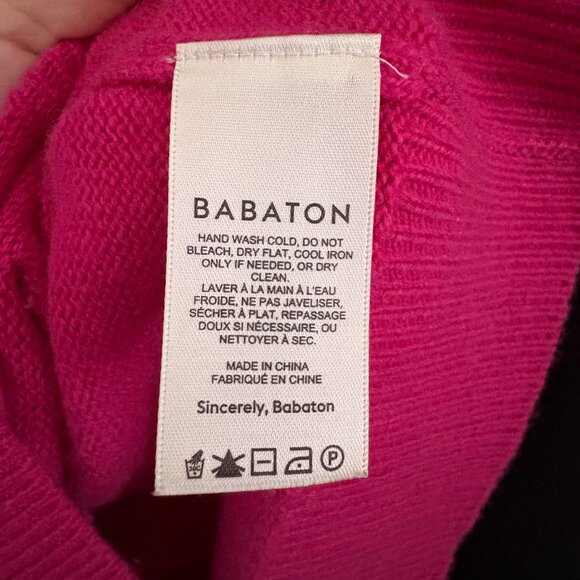 BABATON
HAND WASH COLD, DO NOT
BLEACH, DRY FLAT, COOL IRON
ONLY IF NEEDED, OR DRY
CLEAN.
LAVER À LA MAIN À L'EAU
FROIDE, NE PAS JAVELISER,
SÉCHER À PLAT, REPASSAGE
DOUX SI NÉCESSAIRE, OU
NETTOYER À SEC.
MADE IN CHINA
FABRIQUÉ EN CHINE
Sincerely, Babaton
P